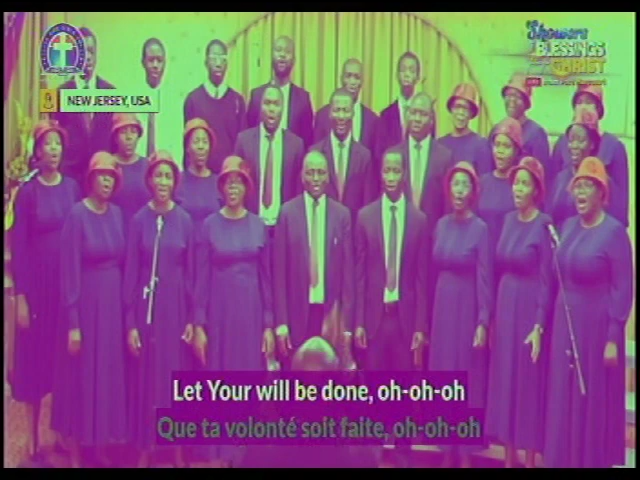 Showers
BLESSINGS
CHRIST
NEW JERSEY, USA
Let Your will be done, oh-oh-oh
Que ta volonté soit faite, oh-oh-oh